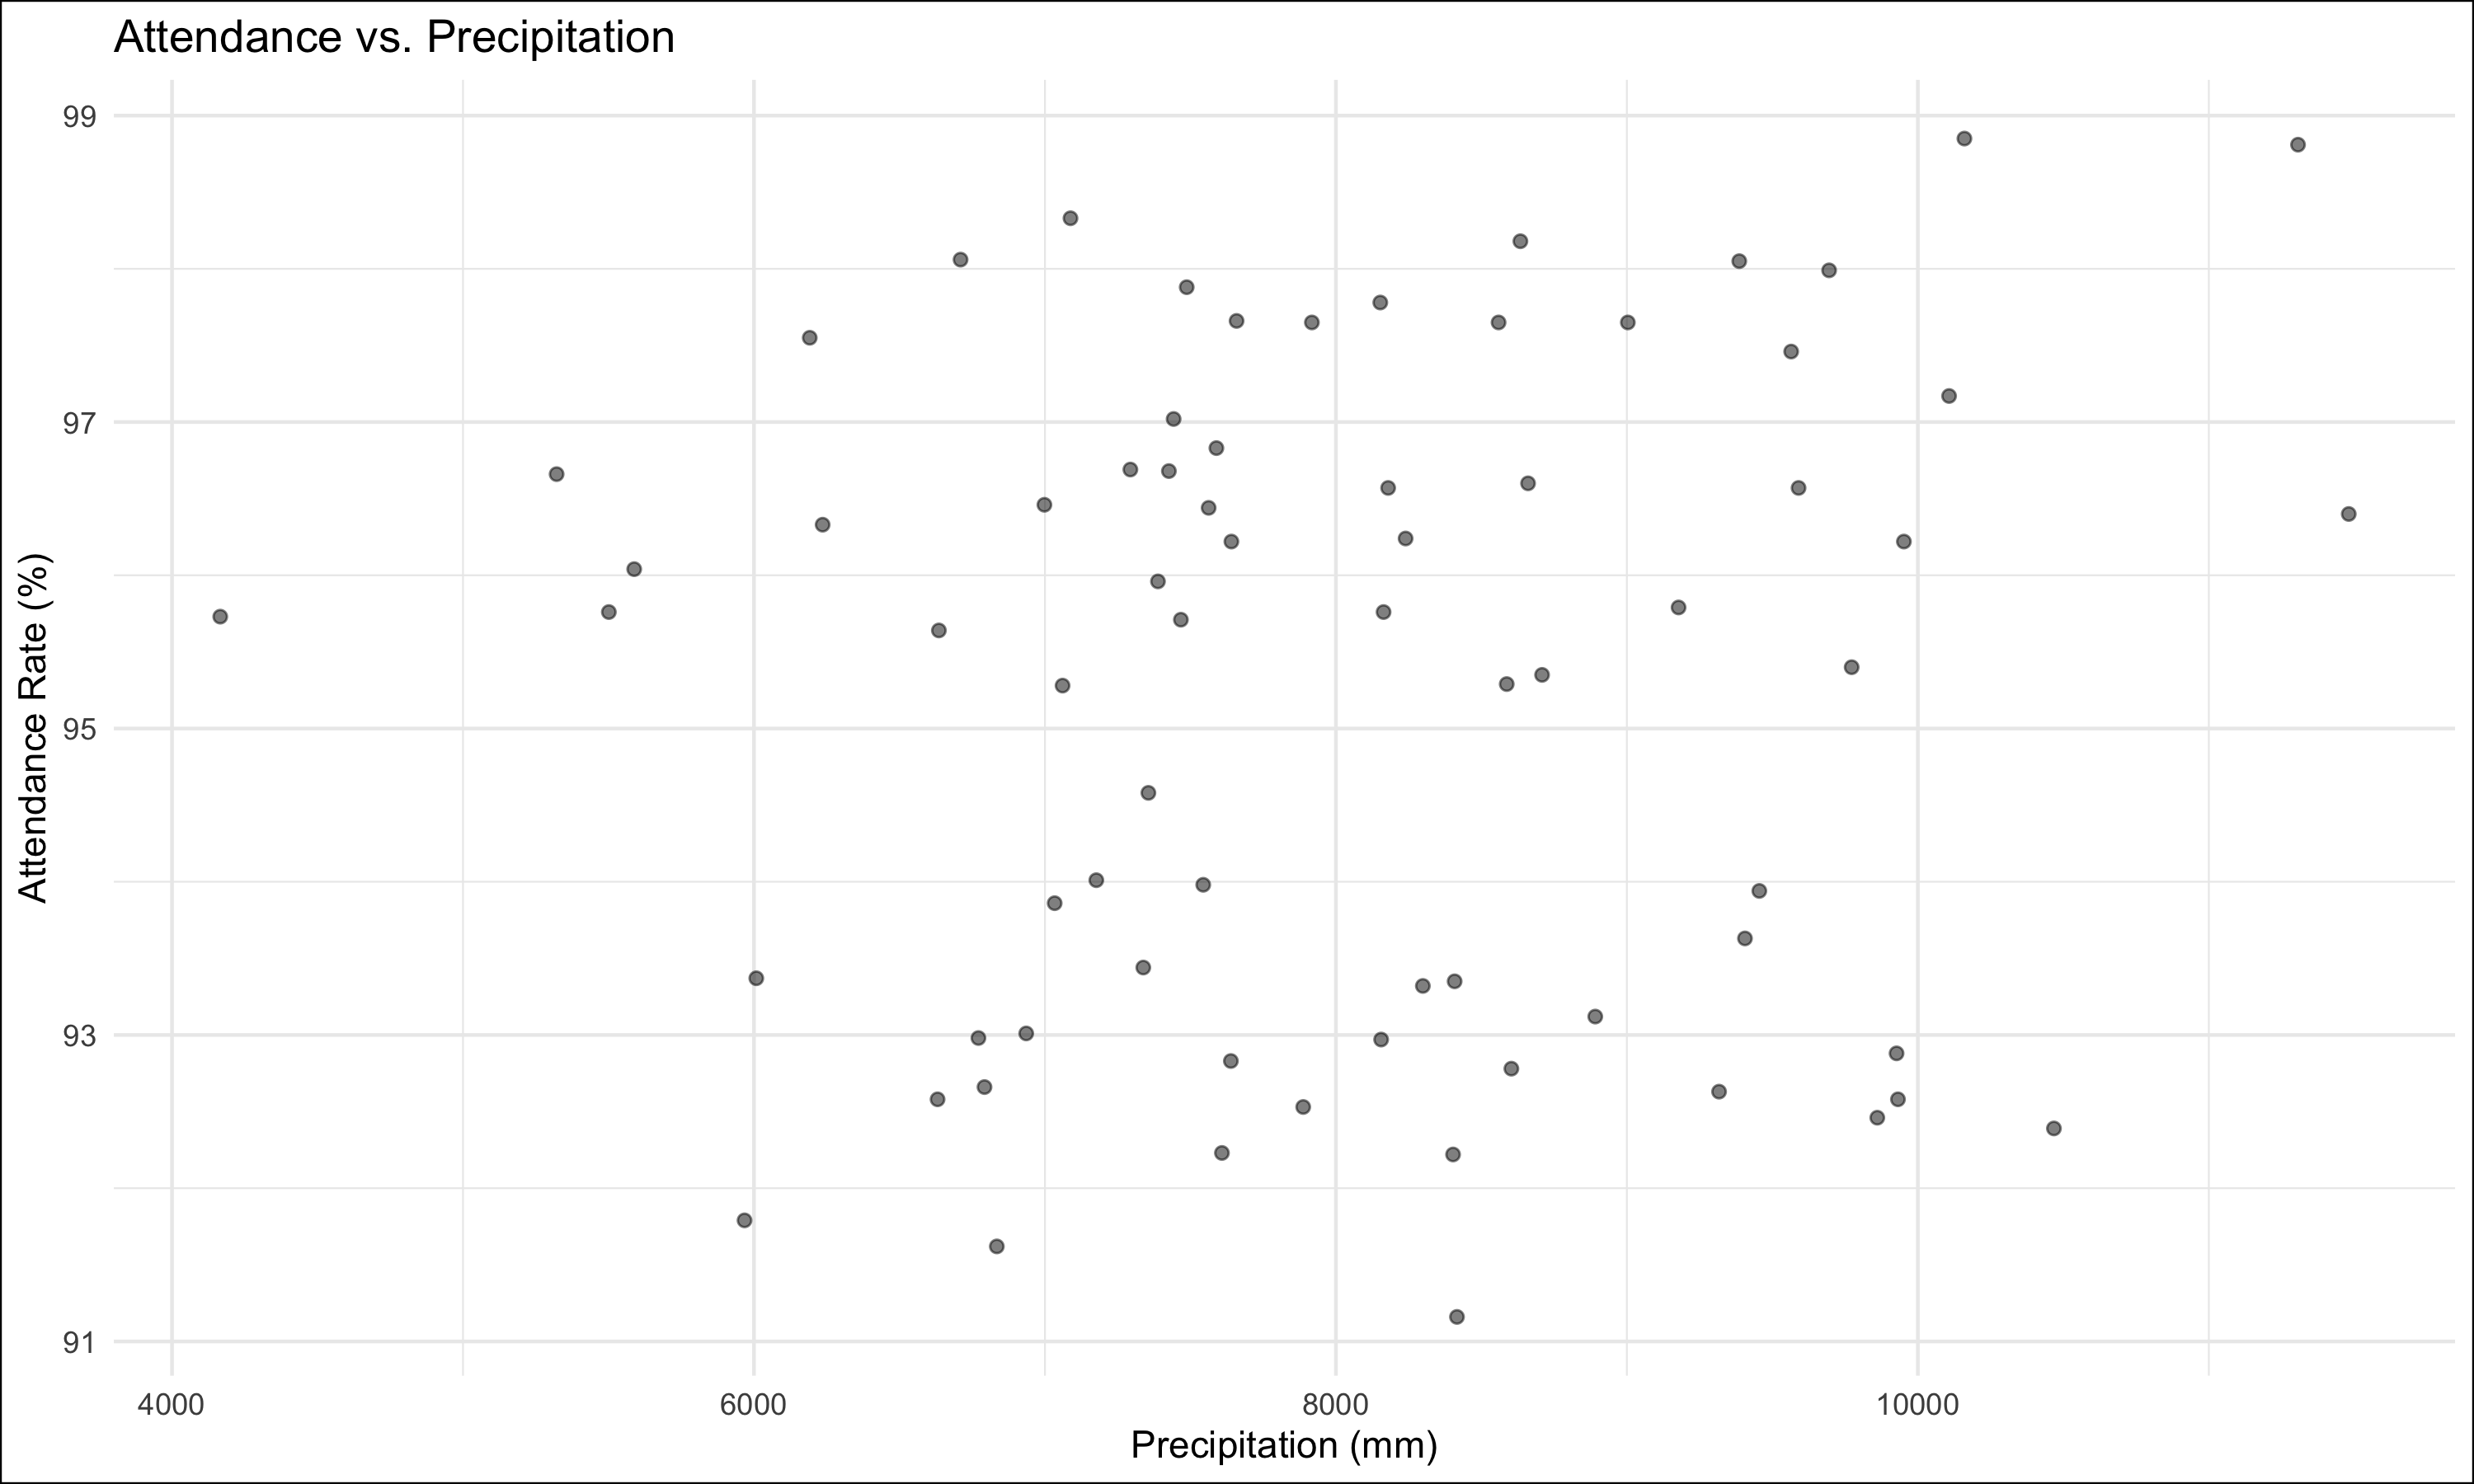 Attendance vs. Precipitation
99
97
95
93
91
Attendance Rate (%)
4000 6000 8000 10000
Precipitation (mm)